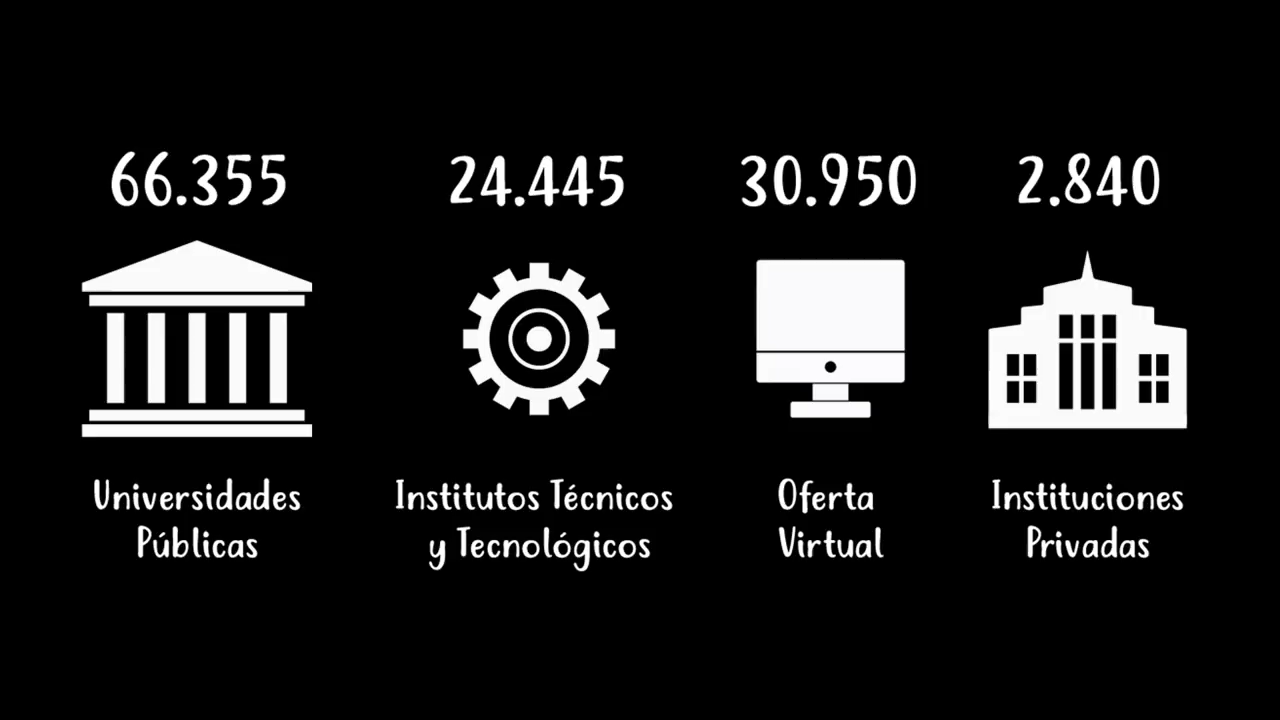 66.355
24.445
30.950
2.840
Universidades
Públicas
Institutos Técnicos
y Tecnológicos
Oferta
Virtual
Instituciones
Privadas